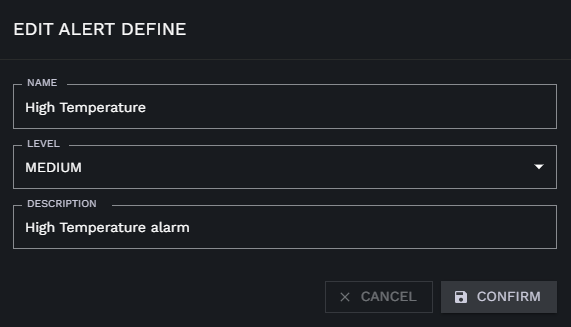 EDIT ALERT DEFINE
NAME
High Temperature
LEVEL
MEDIUM
DESCRIPTION
High Temperature alarm
CANCEL CONFIRM